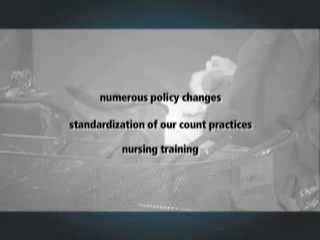 numerous policy changes
standardization of our count practices
nursing training